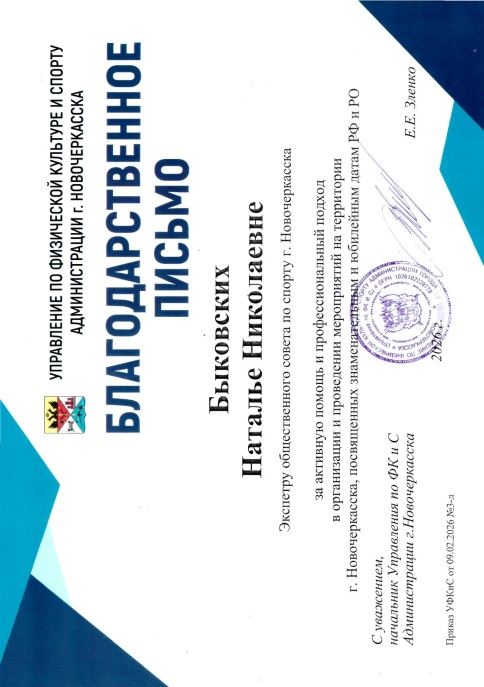 УПРАВЛЕНИЕ ПО ФИЗИЧЕСКОЙ КУЛЬТУРЕ И СПОРТУ
АДМИНИСТРАЦИИ г. НОВОЧЕРКАССКА
БЛАГОДАРСТВЕННОЕ
ПИСЬМО
Быковских
Наталье Николаевне
Экспетру общественного совета по спорту г. Новочеркасска
за активную помощь и профессиональный подход
в организации и проведении мероприятий на территории
г. Новочеркасска, посвященных знаменательным и юбилейным датам РФ и РО
С уважением,
начальник Управления по ФК и С
Администрации г.Новочеркасска
Е.Е. Зленко
2026 г.
Приказ УФКиС от 09.02.2026 №3-л